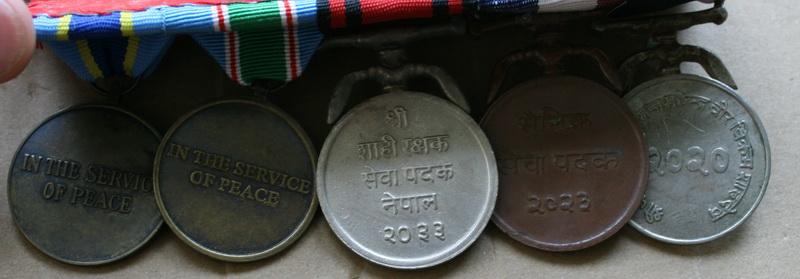 IN THE SERVIC
OF PEACE
IN THE SERVICE
OF PEACE
श्री
शाही रक्षक
सेवा पदक
नेपाल
२०३३
सैनिक
सेवा पदक
२०२३
२०२०